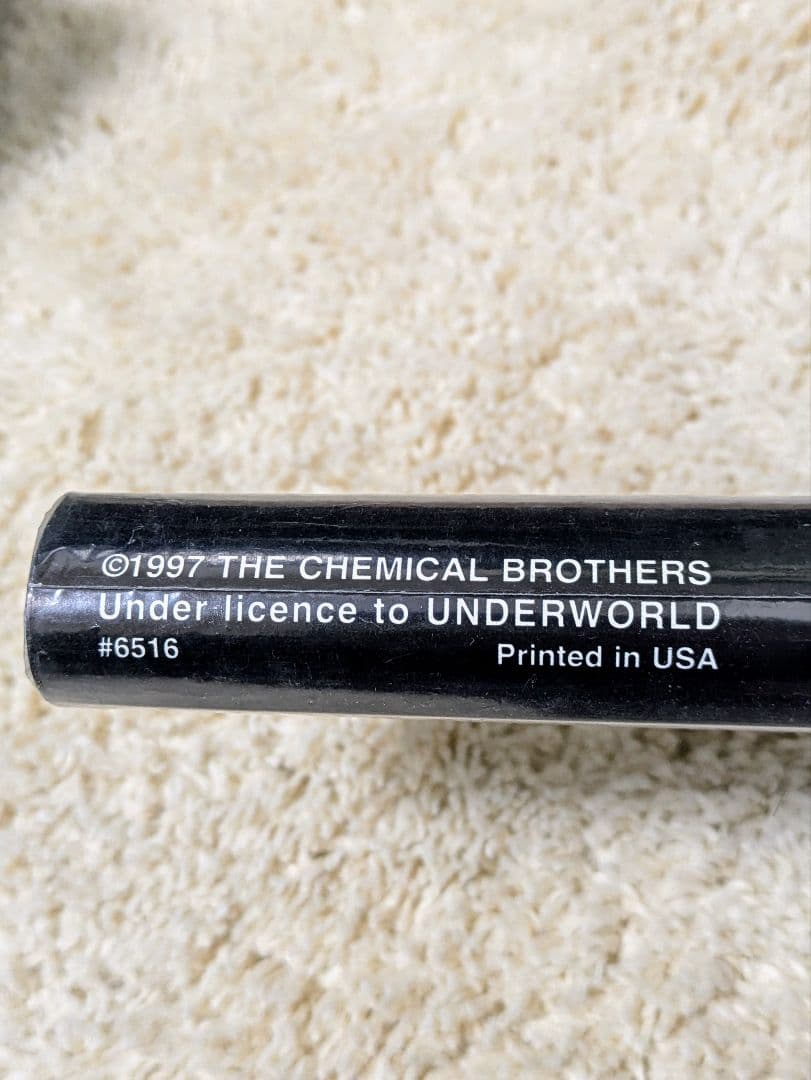 ©1997 THE CHEMICAL BROTHERS
Under licence to UNDERWORLD
#6516 Printed in USA